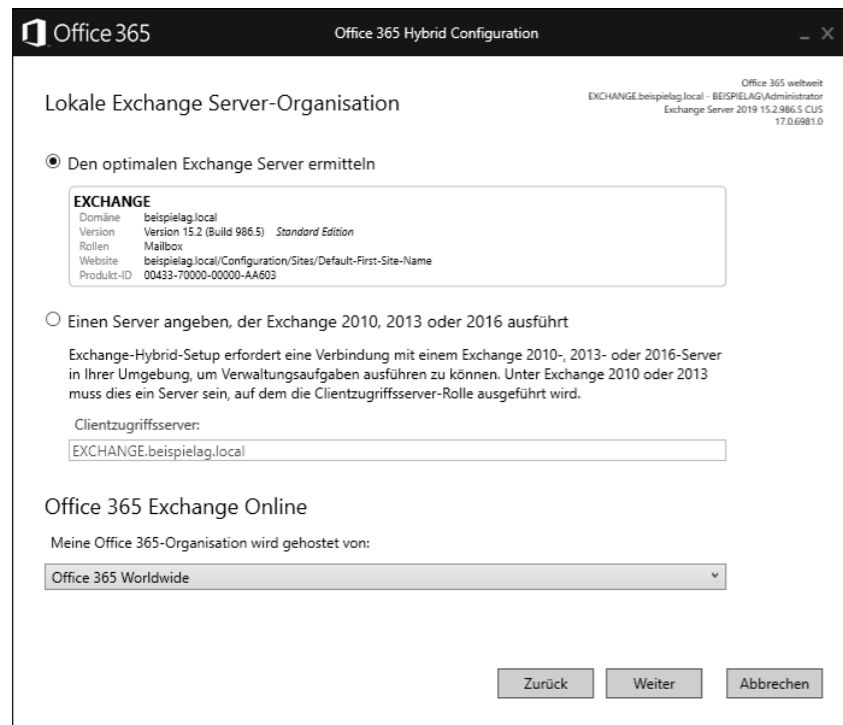 Office 365
Office 365 Hybrid Configuration
Lokale Exchange Server-Organisation
Office 365 weltweit
EXCHANGE.beispielag.local - BEISPIELAG\Administrator
Exchange Server 2019 15.2.986.5 CU5
17.0.6981.0
Den optimalen Exchange Server ermitteln
EXCHANGE
Domäne beispielag.local
Version Version 15.2 (Build 986.5) Standard Edition
Rollen Mailbox
Website beispielag.local/Configuration/Sites/Default-First-Site-Name
Produkt-ID 00433-70000-00000-AA603
Einen Server angeben, der Exchange 2010, 2013 oder 2016 ausführt
Exchange-Hybrid-Setup erfordert eine Verbindung mit einem Exchange 2010-, 2013- oder 2016-Server
in Ihrer Umgebung, um Verwaltungsaufgaben ausführen zu können. Unter Exchange 2010 oder 2013
muss dies ein Server sein, auf dem die Clientzugriffsserver-Rolle ausgeführt wird.
Clientzugriffsserver:
EXCHANGE.beispielag.local
Office 365 Exchange Online
Meine Office 365-Organisation wird gehostet von:
Office 365 Worldwide
Zurück
Weiter
Abbrechen